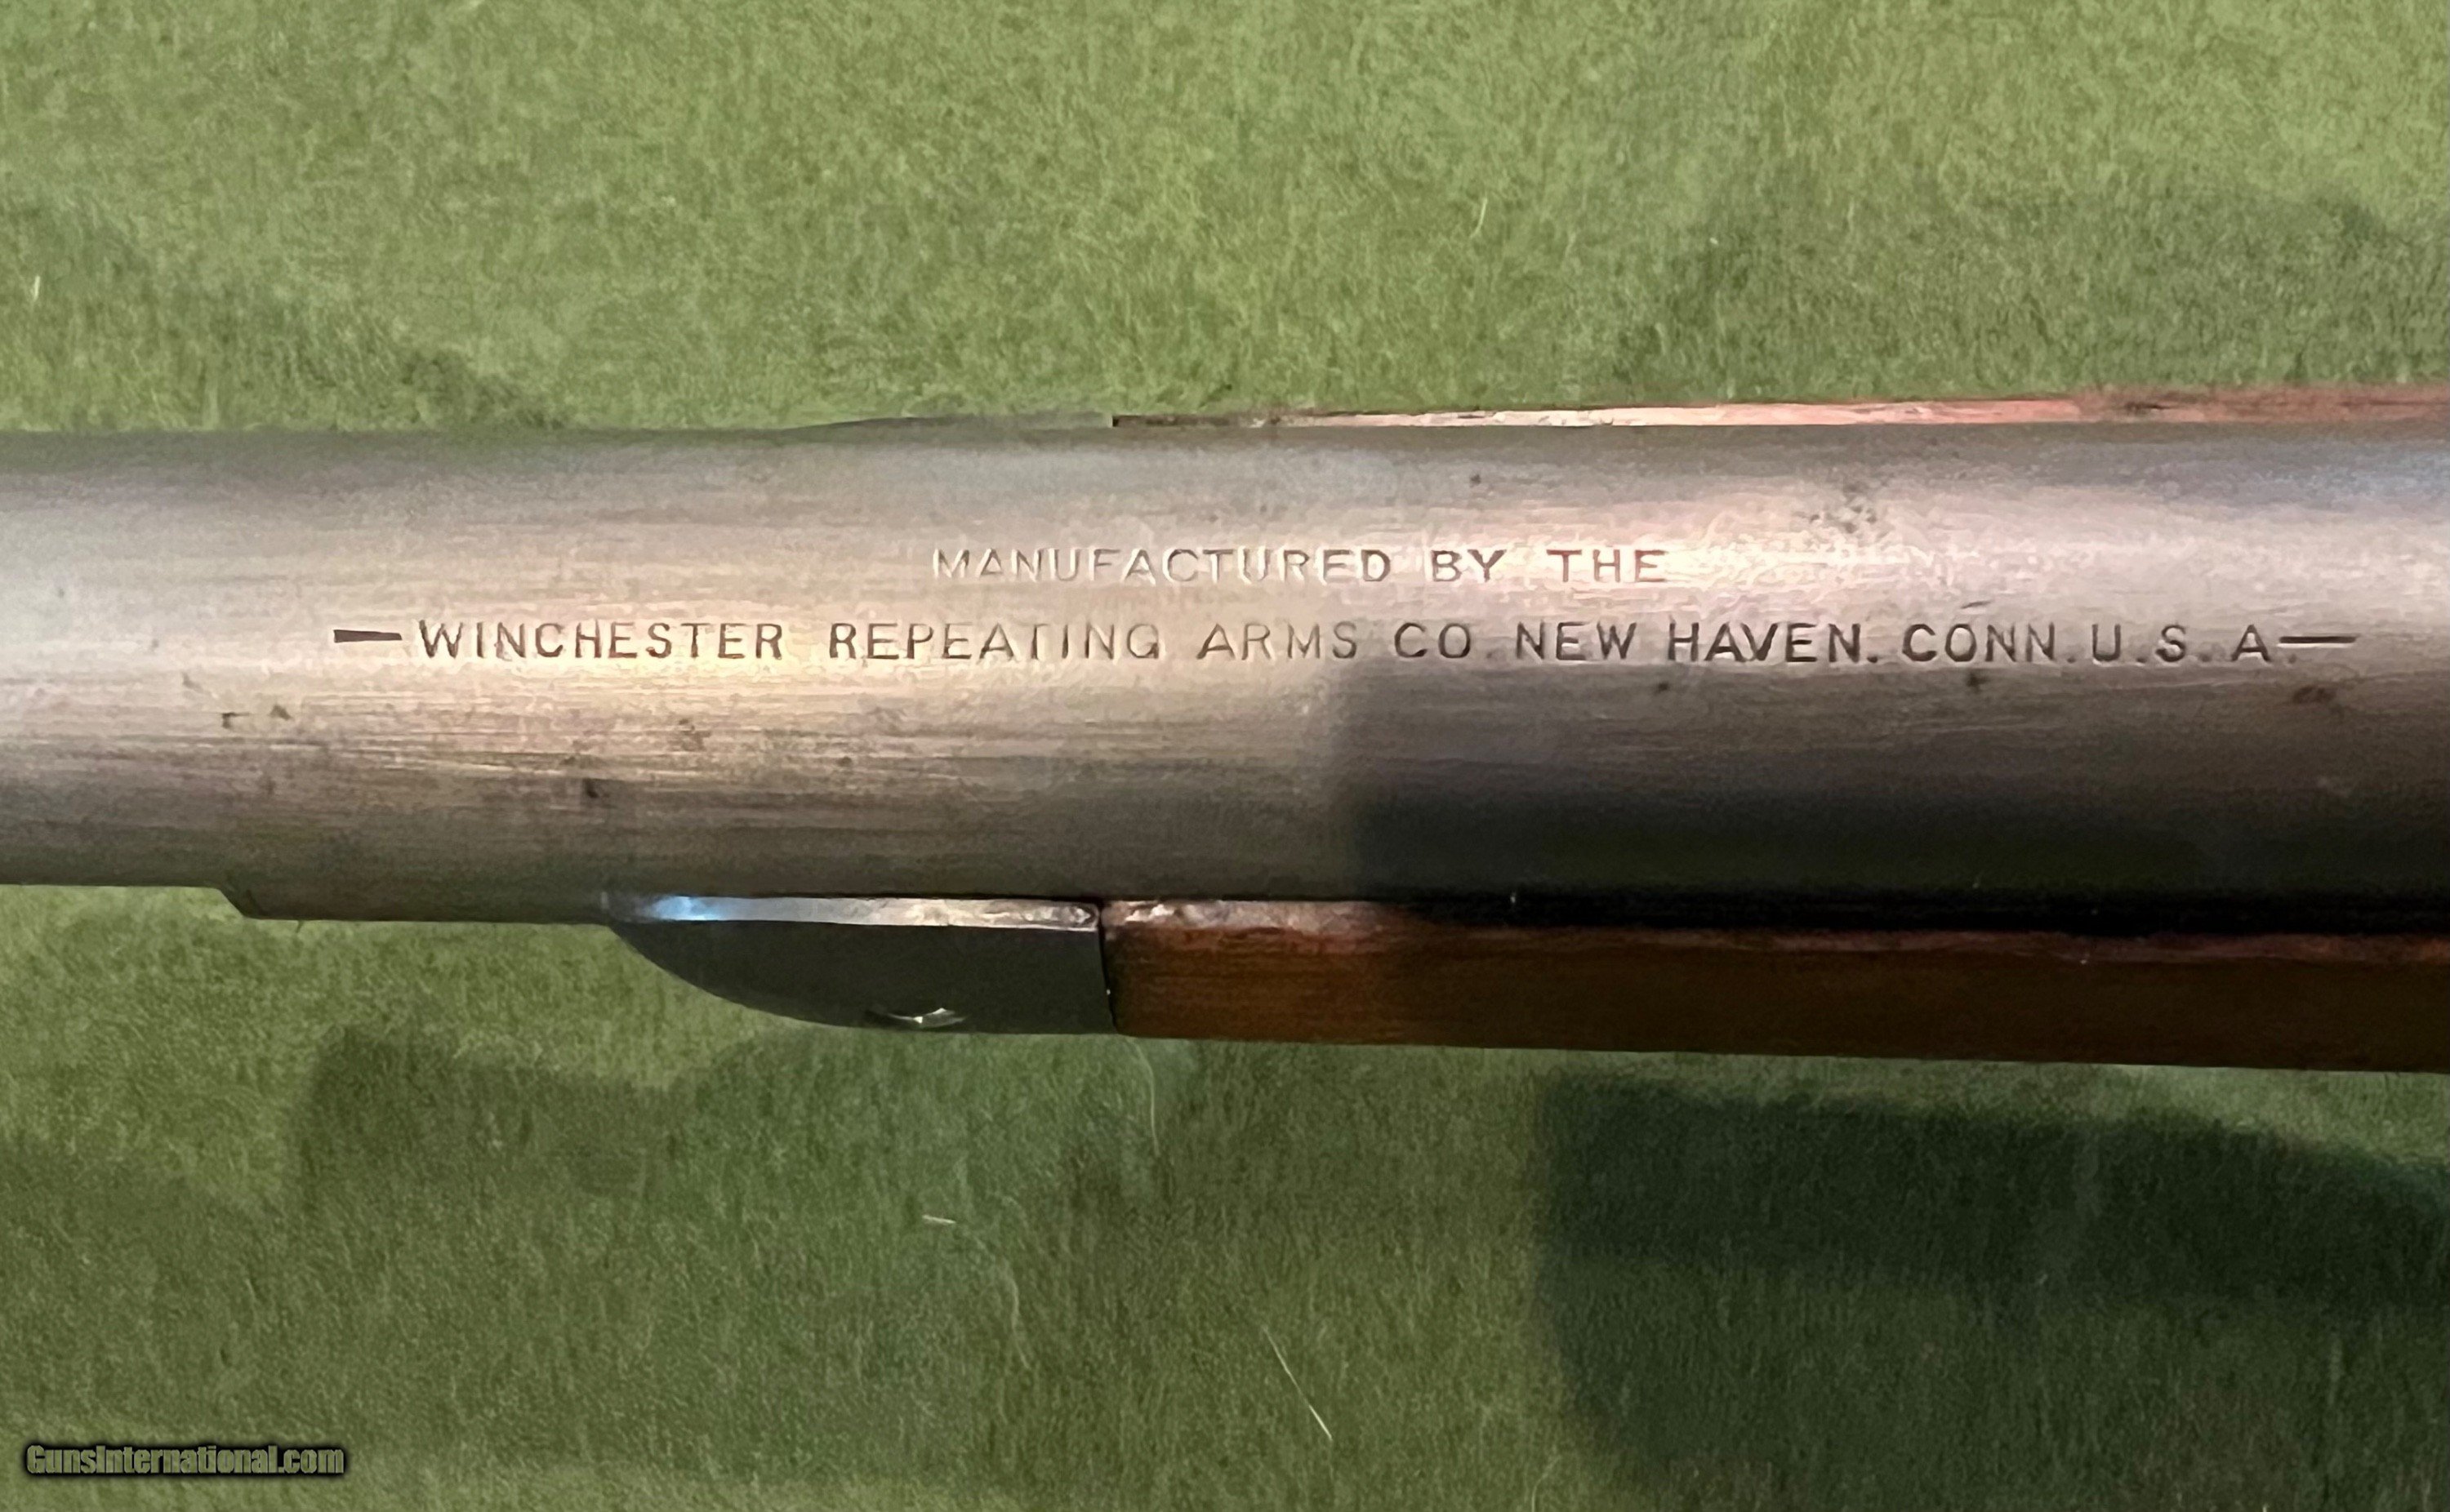 MANUFACTURED BY THE
—WINCHESTER REPEATING ARMS CO. NEW HAVEN. CONN. U.S.A.—
GunsInternational.com